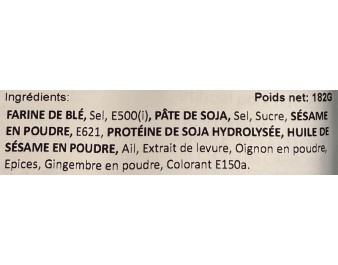 Ingrédients: Poids net: 182G
FARINE DE BLÉ, Sel, E500(i), PÂTE DE SOJA, Sel, Sucre, SÉSAME
EN POUDRE, E621, PROTÉINE DE SOJA HYDROLYSÉE, HUILE DE
SÉSAME EN POUDRE, Ail, Extrait de levure, Oignon en poudre,
Epices, Gingembre en poudre, Colorant E150a.